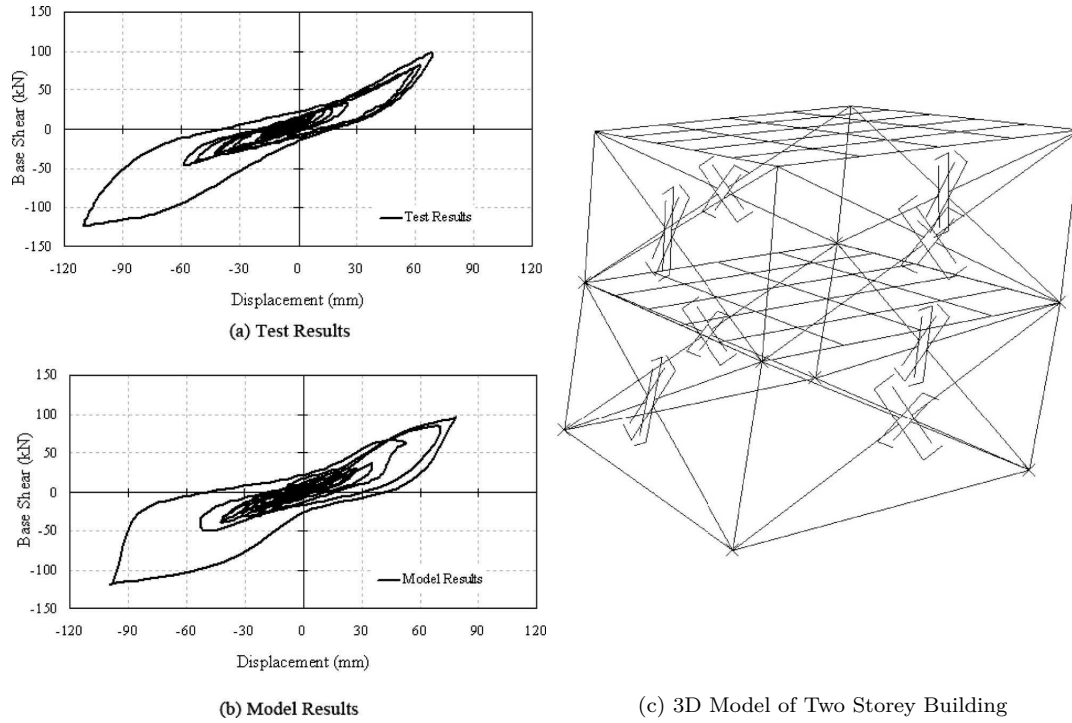 150
100
50
0
-50
-100
-150
Base Shear (kN)
Test Results
-120 -90 -60 -30 0 30 60 90 120
Displacement (mm)
(a) Test Results
150
100
50
0
-50
-100
-150
Base Shear (kN)
Model Results
-120 -90 -60 -30 0 30 60 90 120
Displacement (mm)
(b) Model Results
(c) 3D Model of Two Storey Building